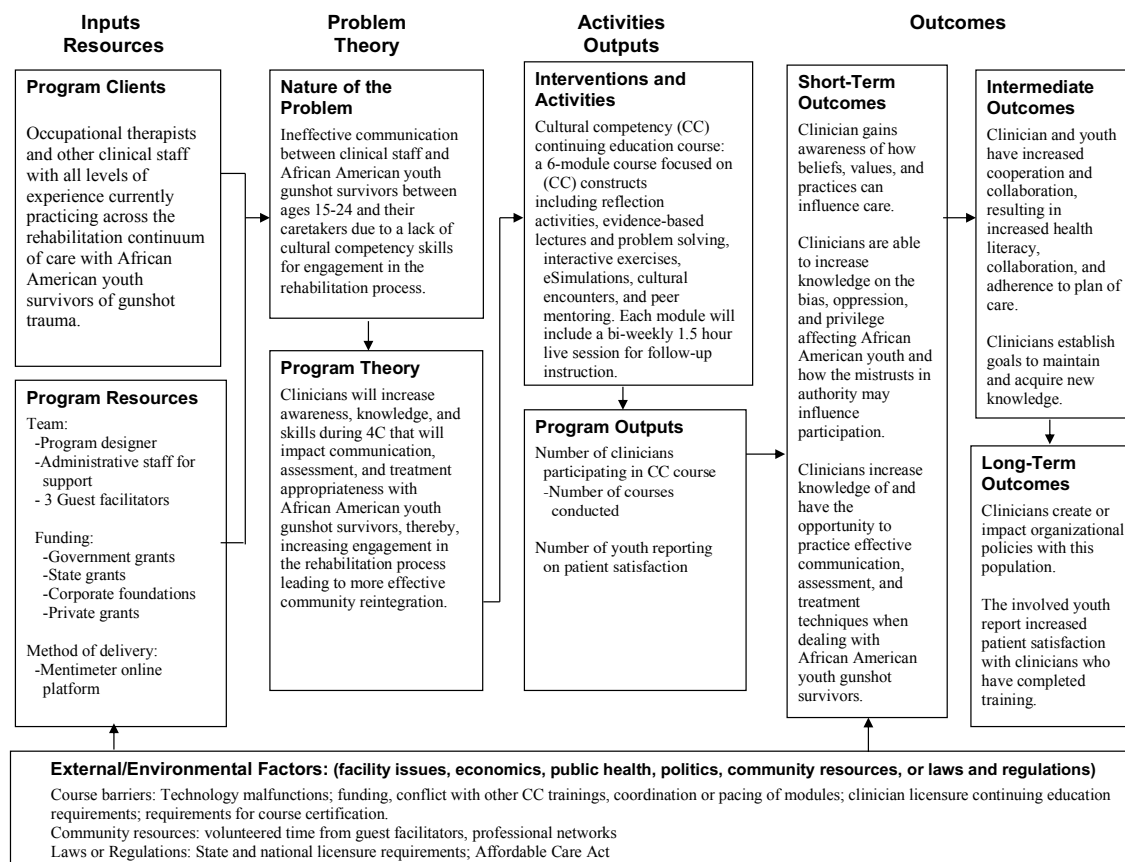 Inputs
Resources
Program Clients
Occupational therapists
and other clinical staff
with all levels of
experience currently
practicing across the
rehabilitation continuum
of care with African
American youth
survivors of gunshot
trauma.
Program Resources
Team:
-Program designer
-Administrative staff for
support
- 3 Guest facilitators
Funding:
-Government grants
-State grants
-Corporate foundations
-Private grants
Method of delivery:
-Mentimeter online
platform
Problem
Theory
Nature of the
Problem
Ineffective communication
between clinical staff and
African American youth
gunshot survivors between
ages 15-24 and their
caretakers due to a lack of
cultural competency skills
for engagement in the
rehabilitation process.
Program Theory
Clinicians will increase
awareness, knowledge, and
skills during 4C that will
impact communication,
assessment, and treatment
appropriateness with
African American youth
gunshot survivors, thereby,
increasing engagement in
the rehabilitation process
leading to more effective
community reintegration.
Activities
Outputs
Interventions and
Activities
Cultural competency (CC)
continuing education course:
a 6-module course focused on
(CC) constructs
including reflection
activities, evidence-based
lectures and problem solving,
interactive exercises,
eSimulations, cultural
encounters, and peer
mentoring. Each module will
include a bi-weekly 1.5 hour
live session for follow-up
instruction.
Program Outputs
Number of clinicians
participating in CC course
-Number of courses
conducted
Number of youth reporting
on patient satisfaction
Outcomes
Short-Term
Outcomes
Clinician gains
awareness of how
beliefs, values, and
practices can
influence care.
Clinicians are able
to increase
knowledge on the
bias, oppression,
and privilege
affecting African
American youth and
how the mistrusts in
authority may
influence
participation.
Clinicians increase
knowledge of and
have the
opportunity to
practice effective
communication,
assessment, and
treatment
techniques when
dealing with
African American
youth gunshot
survivors.
Intermediate
Outcomes
Clinician and youth
have increased
cooperation and
collaboration,
resulting in
increased health
literacy,
collaboration, and
adherence to plan of
care.
Clinicians establish
goals to maintain
and acquire new
knowledge.
Long-Term
Outcomes
Clinicians create or
impact organizational
policies with this
population.
The involved youth
report increased
patient satisfaction
with clinicians who
have completed
training.
External/Environmental Factors: (facility issues, economics, public health, politics, community resources, or laws and regulations)
Course barriers: Technology malfunctions; funding, conflict with other CC trainings, coordination or pacing of modules; clinician licensure continuing education
requirements; requirements for course certification.
Community resources: volunteered time from guest facilitators, professional networks
Laws or Regulations: State and national licensure requirements; Affordable Care Act